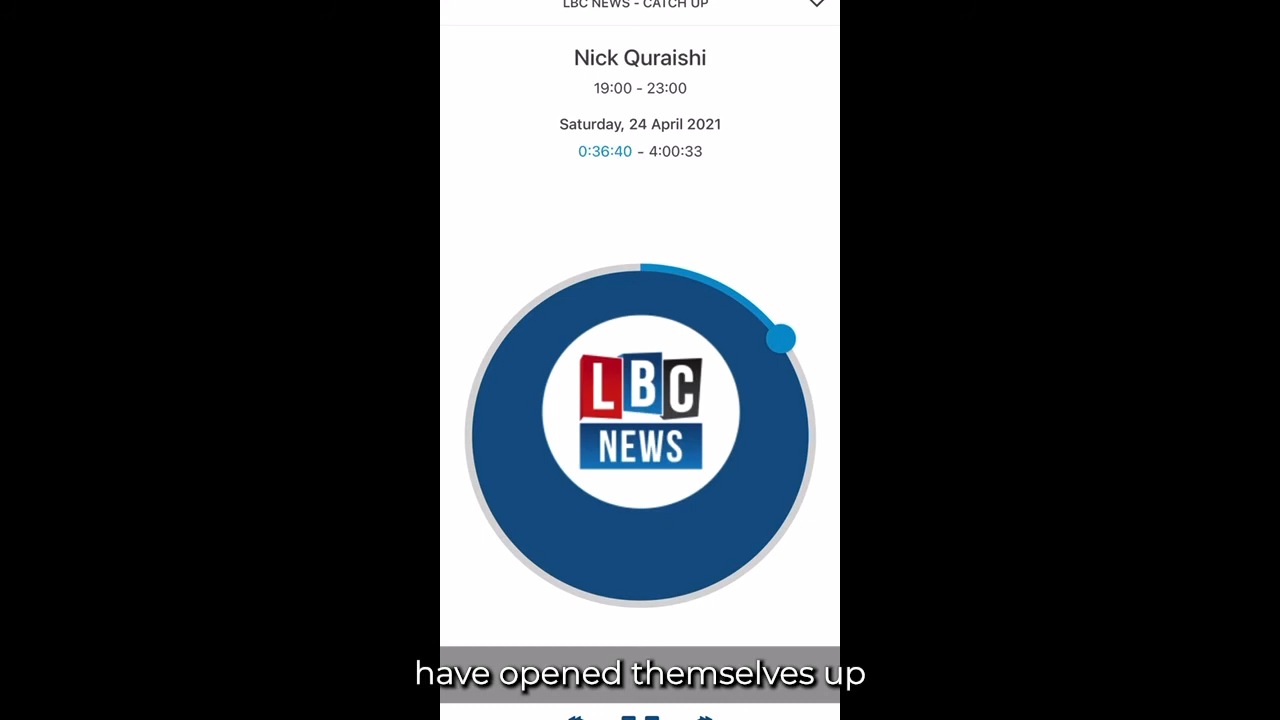 LBC NEWS - CATCH UP
Nick Quraishi
19:00 - 23:00
Saturday, 24 April 2021
0:36:40 - 4:00:33
LBC
NEWS
have opened themselves up